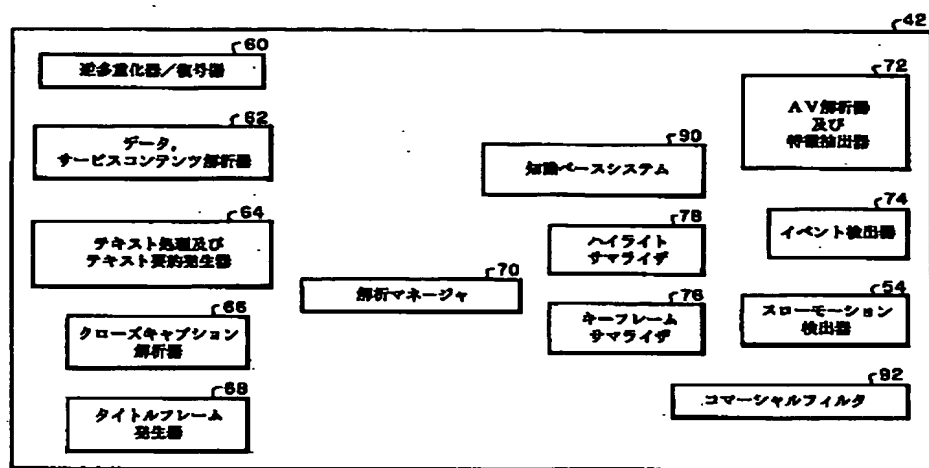 42
60
逆多重化器/復号器
62
データ,
サービスコンテンツ解析器
64
テキスト処理及び
テキスト要約発生器
66
クローズキャプション
解析器
68
タイトルフレーム
発生器
70
解析マネージャ
90
知識ベースシステム
78
ハイライト
サマライザ
76
キーフレーム
サマライザ
72
AV解析器
及び
特徴抽出器
74
イベント検出器
54
スローモーション
検出器
92
コマーシャルフィルタ